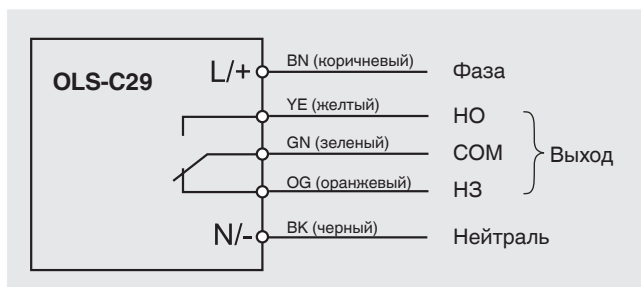 OLS-C29
L/+ BN (коричневый) Фаза
YE (желтый) НО
GN (зеленый) COM
OG (оранжевый) НЗ
Выход
N/- BK (черный) Нейтраль